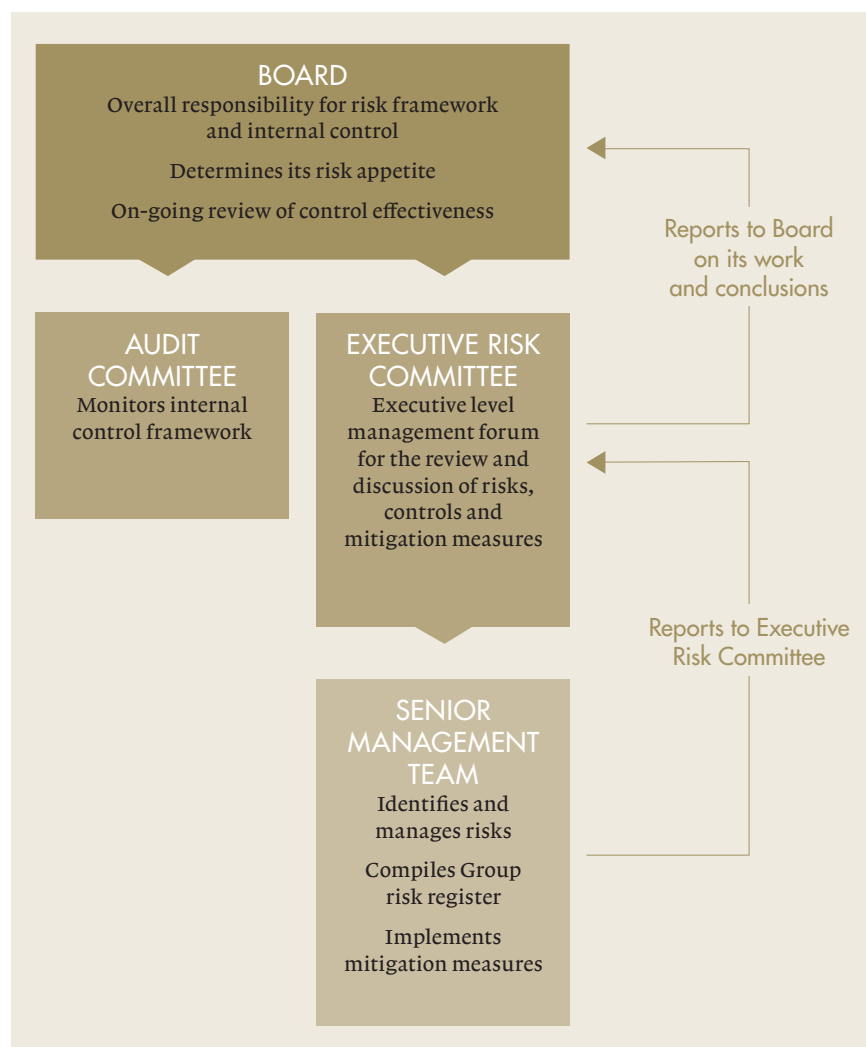 BOARD
Overall responsibility for risk framework
and internal control
Determines its risk appetite
On-going review of control effectiveness
Reports to Board
on its work
and conclusions
AUDIT
COMMITTEE
Monitors internal
control framework
EXECUTIVE RISK
COMMITTEE
Executive level
management forum
for the review and
discussion of risks,
controls and
mitigation measures
Reports to Executive
Risk Committee
SENIOR
MANAGEMENT
TEAM
Identifies and
manages risks
Compiles Group
risk register
Implements
mitigation measures